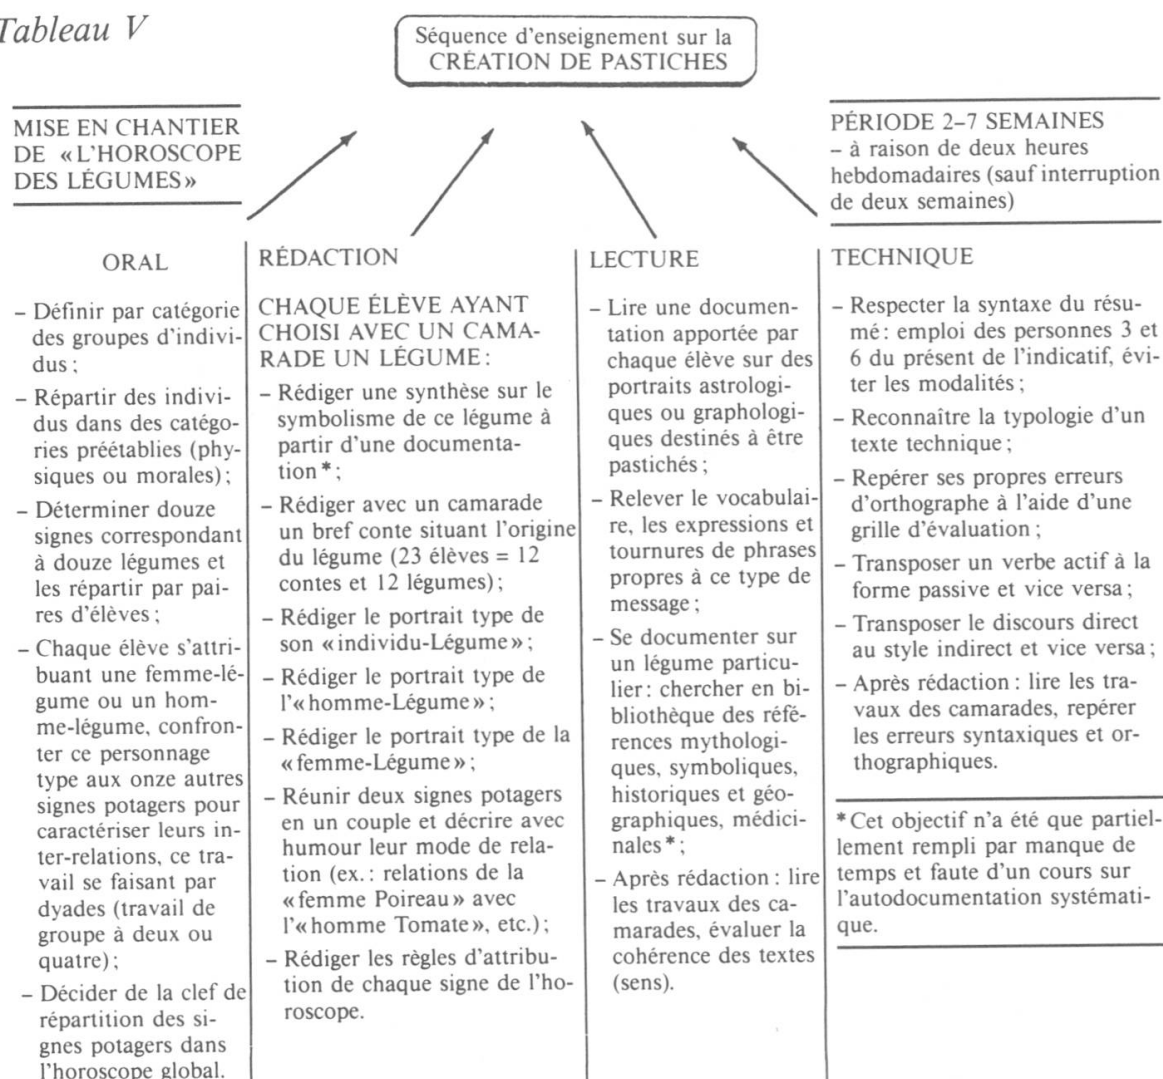 Tableau V
Séquence d'enseignement sur la
CRÉATION DE PASTICHES
MISE EN CHANTIER
DE «L'HOROSCOPE
DES LÉGUMES»
PÉRIODE 2–7 SEMAINES
– à raison de deux heures
hebdomadaires (sauf interruption
de deux semaines)
ORAL
– Définir par catégorie
des groupes d'indivi-
dus;
– Répartir des indivi-
dus dans des catégo-
ries préétablies (phy-
siques ou morales);
– Déterminer douze
signes correspondant
à douze légumes et
les répartir par pai-
res d'élèves;
– Chaque élève s'attri-
buant une femme-lé-
gume ou un hom-
me-légume, confron-
ter ce personnage
type aux onze autres
signes potagers pour
caractériser leurs in-
ter-relations, ce tra-
vail se faisant par
dyades (travail de
groupe à deux ou
quatre);
– Décider de la clef de
répartition des si-
gnes potagers dans
l'horoscope global.
RÉDACTION
CHAQUE ÉLÈVE AYANT
CHOISI AVEC UN CAMA-
RADE UN LÉGUME:
– Rédiger une synthèse sur le
symbolisme de ce légume à
partir d'une documenta-
tion*;
– Rédiger avec un camarade
un bref conte situant l'origine
du légume (23 élèves = 12
contes et 12 légumes);
– Rédiger le portrait type de
son «individu-Légume»;
– Rédiger le portrait type de
l'«homme-Légume»;
– Rédiger le portrait type de la
«femme-Légume»;
– Réunir deux signes potagers
en un couple et décrire avec
humour leur mode de rela-
tion (ex.: relations de la
«femme Poireau» avec
l'«homme Tomate», etc.);
– Rédiger les règles d'attribu-
tion de chaque signe de l'ho-
roscope.
LECTURE
– Lire une documen-
tation apportée par
chaque élève sur des
portraits astrologi-
ques ou graphologi-
ques destinés à être
pastichés;
– Relever le vocabulai-
re, les expressions et
tournures de phrases
propres à ce type de
message;
– Se documenter sur
un légume particu-
lier: chercher en bi-
bliothèque des réfé-
rences mythologi-
ques, symboliques,
historiques et géo-
graphiques, médici-
nales*;
– Après rédaction: lire
les travaux des ca-
marades, évaluer la
cohérence des textes
(sens).
TECHNIQUE
– Respecter la syntaxe du résu-
mé: emploi des personnes 3 et
6 du présent de l'indicatif, évi-
ter les modalités;
– Reconnaître la typologie d'un
texte technique;
– Repérer ses propres erreurs
d'orthographe à l'aide d'une
grille d'évaluation;
– Transposer un verbe actif à la
forme passive et vice versa;
– Transposer le discours direct
au style indirect et vice versa;
– Après rédaction: lire les tra-
vaux des camarades, repérer
les erreurs syntaxiques et or-
thographiques.
*Cet objectif n'a été que partiel-
lement rempli par manque de
temps et faute d'un cours sur
l'autodocumentation systémati-
que.